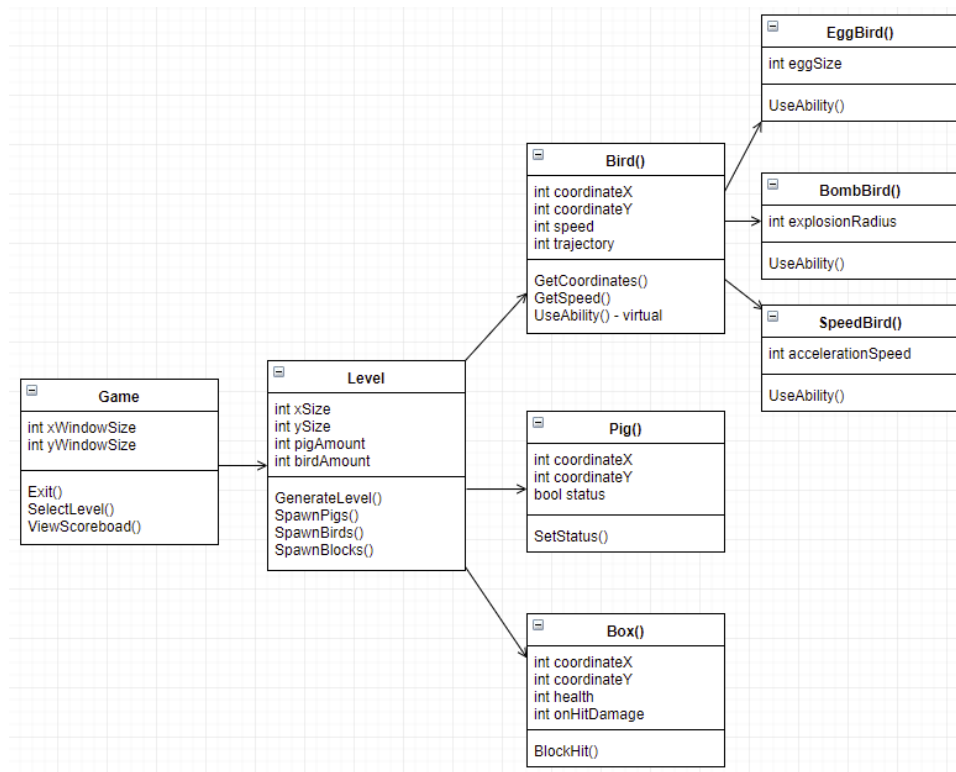 Game
int xWindowSize
int yWindowSize
Exit()
SelectLevel()
ViewScoreboad()
Level
int xSize
int ySize
int pigAmount
int birdAmount
GenerateLevel()
SpawnPigs()
SpawnBirds()
SpawnBlocks()
Bird()
int coordinateX
int coordinateY
int speed
int trajectory
GetCoordinates()
GetSpeed()
UseAbility() - virtual
Pig()
int coordinateX
int coordinateY
bool status
SetStatus()
Box()
int coordinateX
int coordinateY
int health
int onHitDamage
BlockHit()
EggBird()
int eggSize
UseAbility()
BombBird()
int explosionRadius
UseAbility()
SpeedBird()
int accelerationSpeed
UseAbility()